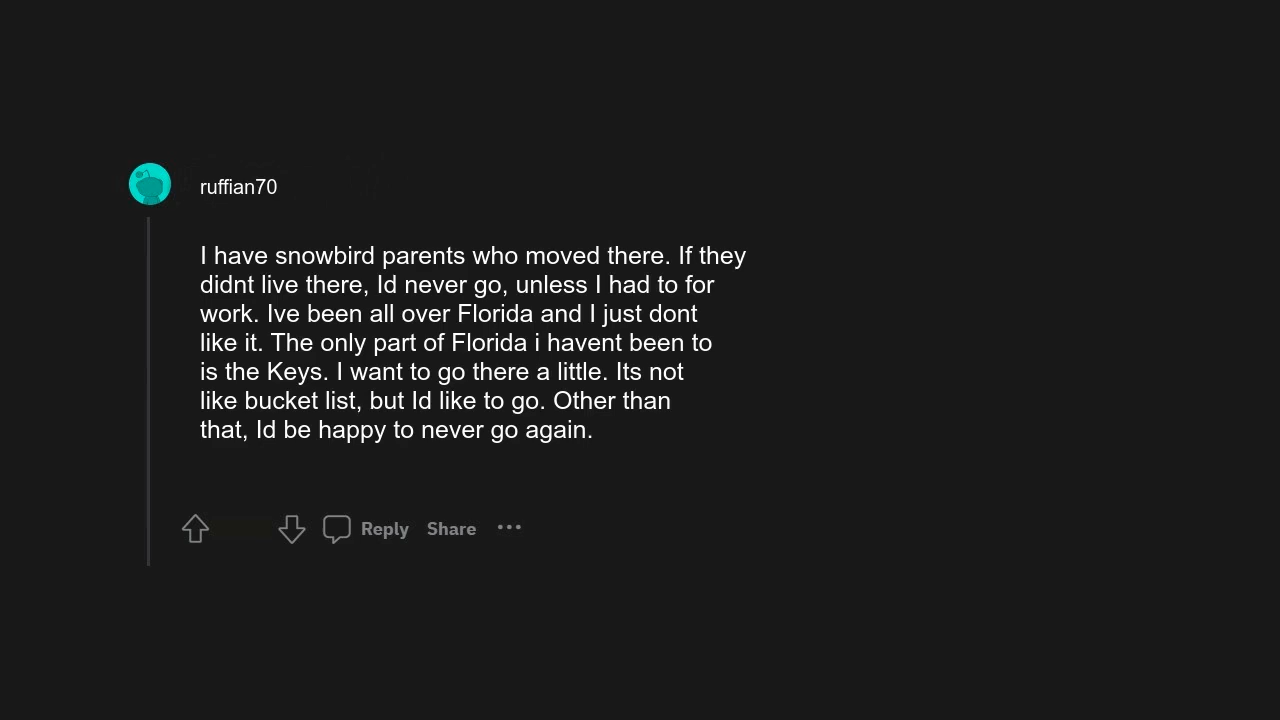 ruffian70
I have snowbird parents who moved there. If they
didnt live there, Id never go, unless I had to for
work. Ive been all over Florida and I just dont
like it. The only part of Florida i havent been to
is the Keys. I want to go there a little. Its not
like bucket list, but Id like to go. Other than
that, Id be happy to never go again.
Reply Share